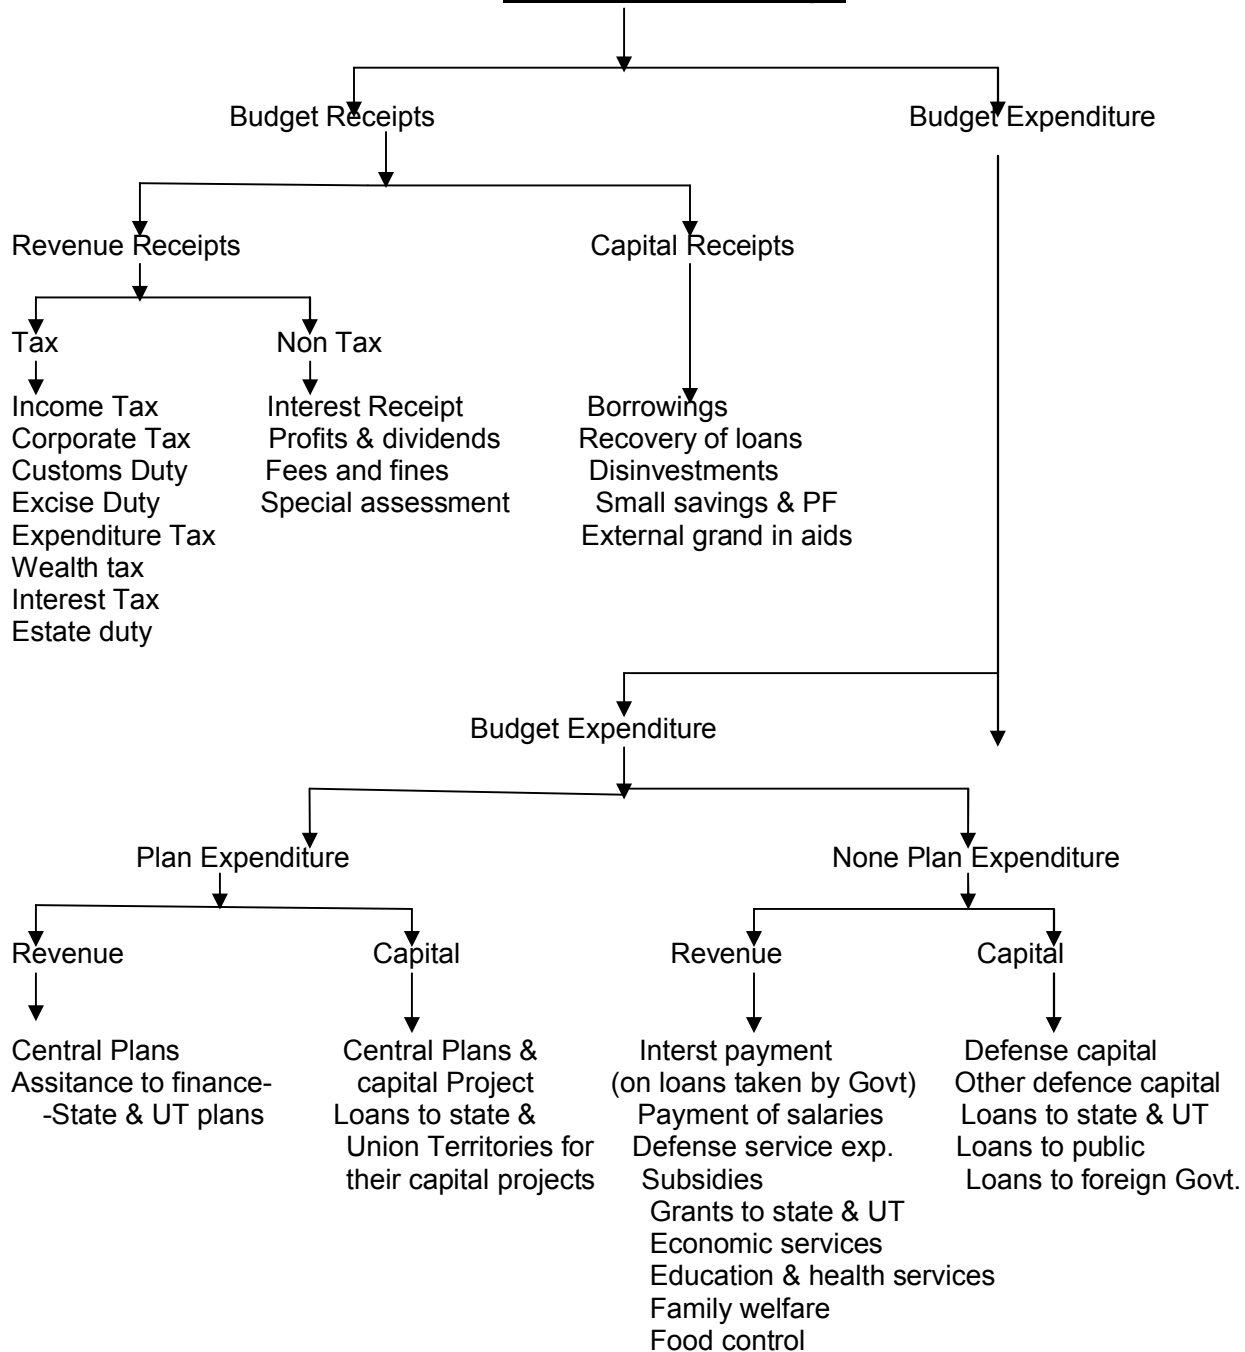 Budget Receipts
Budget Expenditure
Revenue Receipts
Capital Receipts
Tax
Non Tax
Income Tax
Corporate Tax
Customs Duty
Excise Duty
Expenditure Tax
Wealth tax
Interest Tax
Estate duty
Interest Receipt
Profits & dividends
Fees and fines
Special assessment
Borrowings
Recovery of loans
Disinvestments
Small savings & PF
External grand in aids
Budget Expenditure
Plan Expenditure
None Plan Expenditure
Revenue
Capital
Revenue
Capital
Central Plans
Assitance to finance-
-State & UT plans
Central Plans &
capital Project
Loans to state &
Union Territories for
their capital projects
Interst payment
(on loans taken by Govt)
Payment of salaries
Defense service exp.
Subsidies
Grants to state & UT
Economic services
Education & health services
Family welfare
Food control
Defense capital
Other defence capital
Loans to state & UT
Loans to public
Loans to foreign Govt.